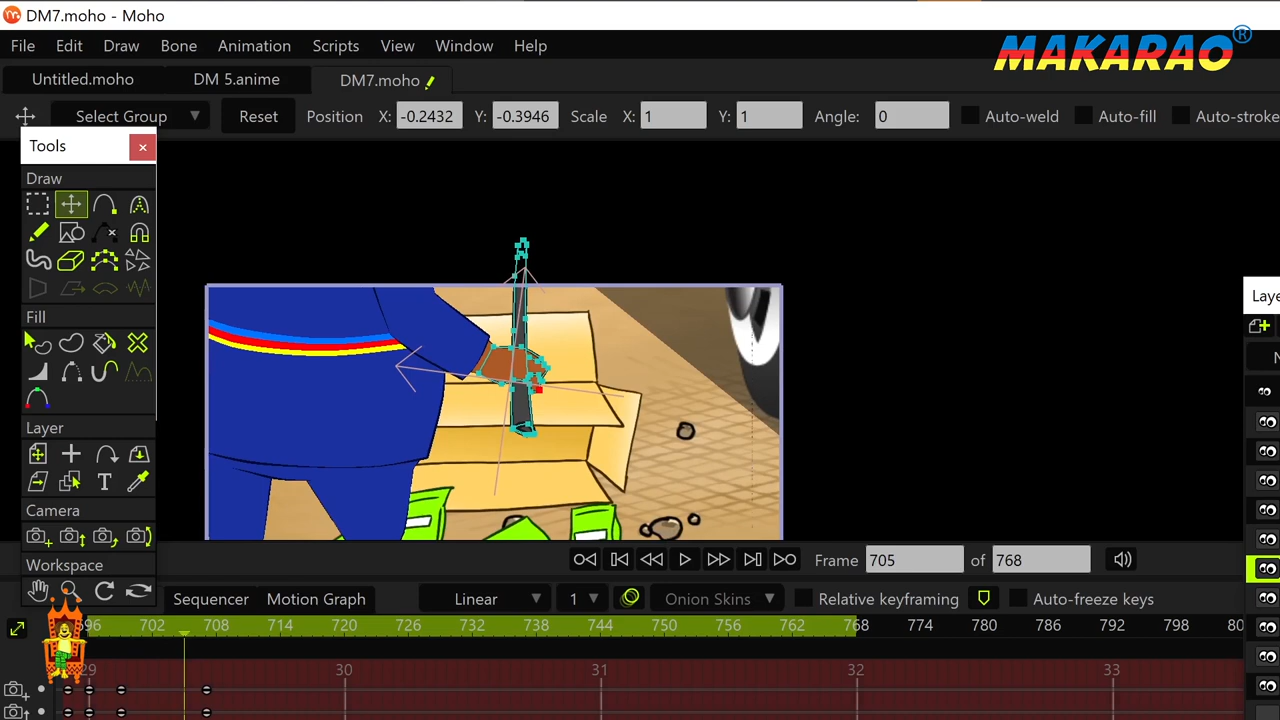 DM7.moho - Moho
File Edit Draw Bone Animation Scripts View Window Help
MAKARAO®
Untitled.moho DM 5.anime DM7.moho
Select Group Reset Position X: -0.2432 Y: -0.3946 Scale X: 1 Y: 1 Angle: 0 Auto-weld Auto-fill Auto-stroke
Tools
Draw
Fill
Layer
Camera
Workspace
Laye
N
Frame 705 of 768
Sequencer Motion Graph Linear 1 Onion Skins Relative keyframing Auto-freeze keys
696 702 708 714 720 726 732 738 744 750 756 762 768 774 780 786 792 798 80
29 30 31 32 33